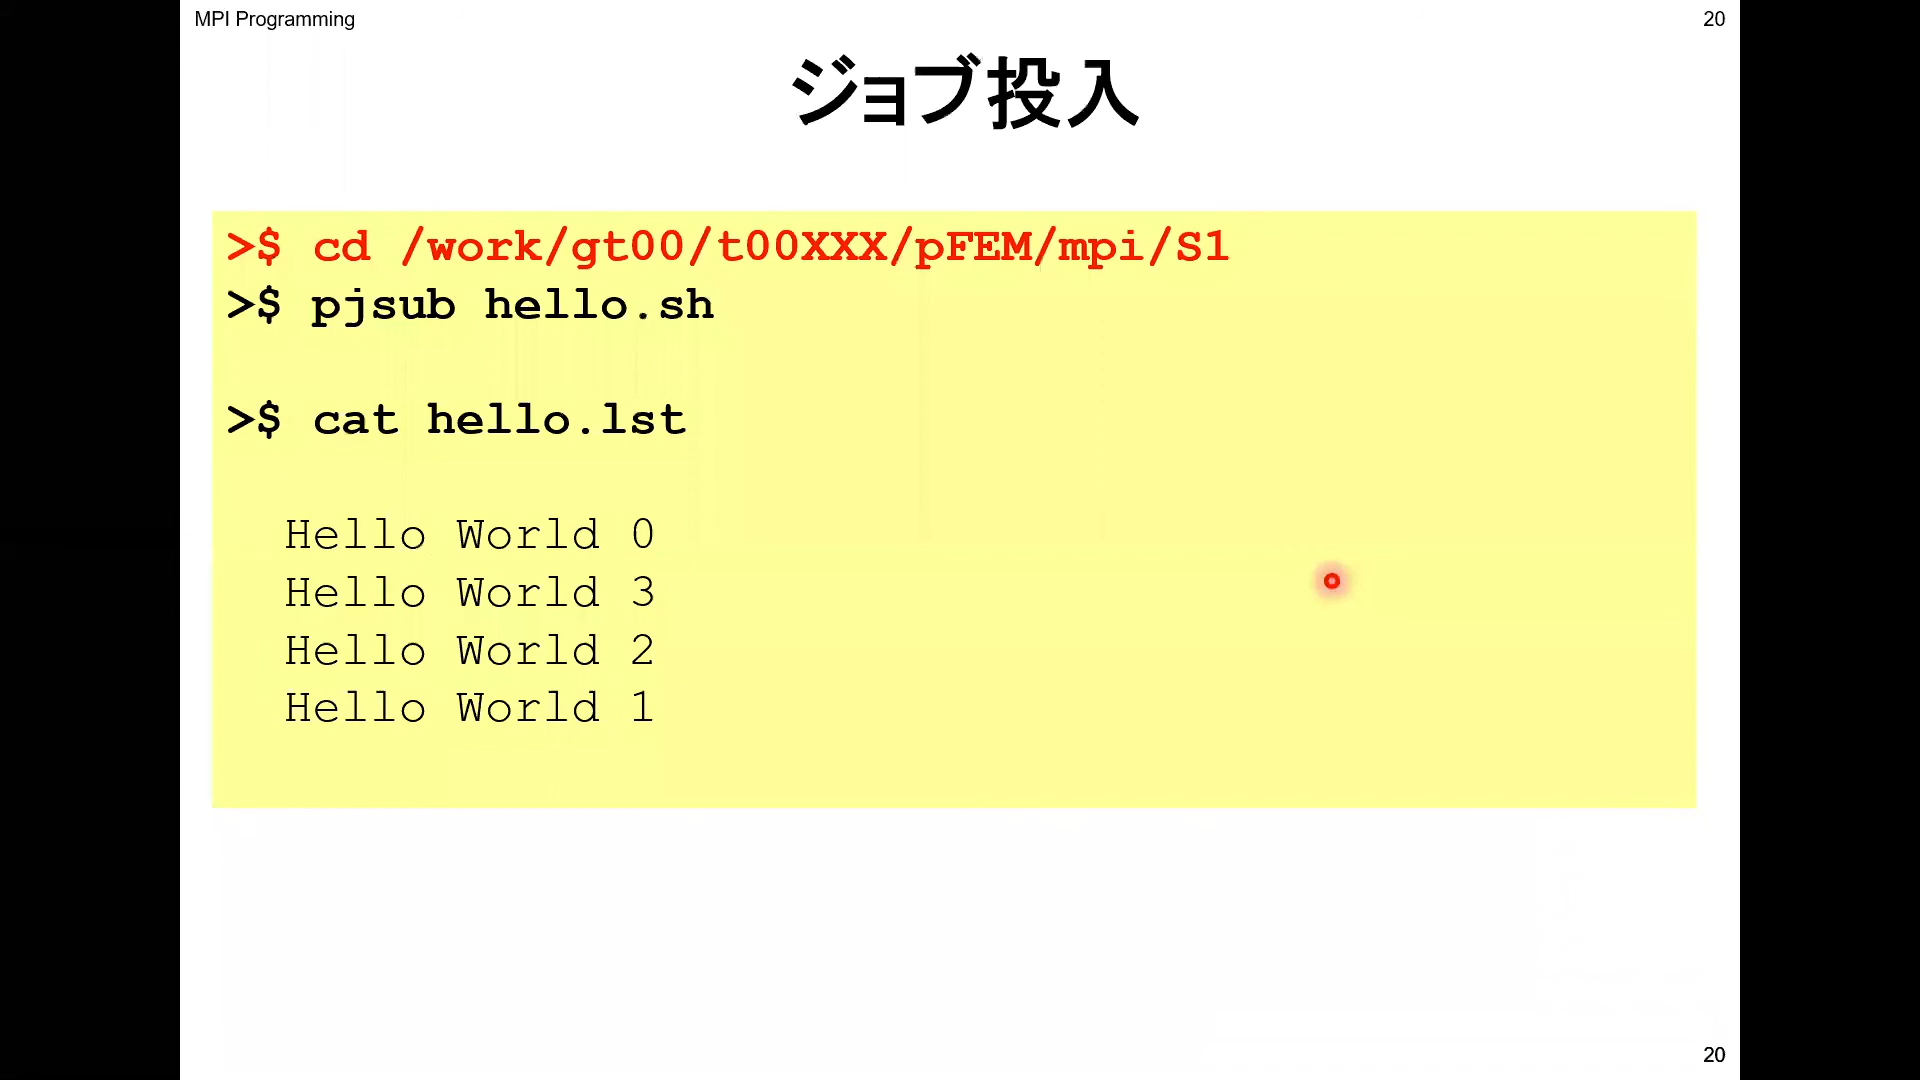 MPI Programming
20
ジョブ投入
>$ cd /work/gt00/t00XXX/pFEM/mpi/S1
>$ pjsub hello.sh
>$ cat hello.lst
Hello World 0
Hello World 3
Hello World 2
Hello World 1
20